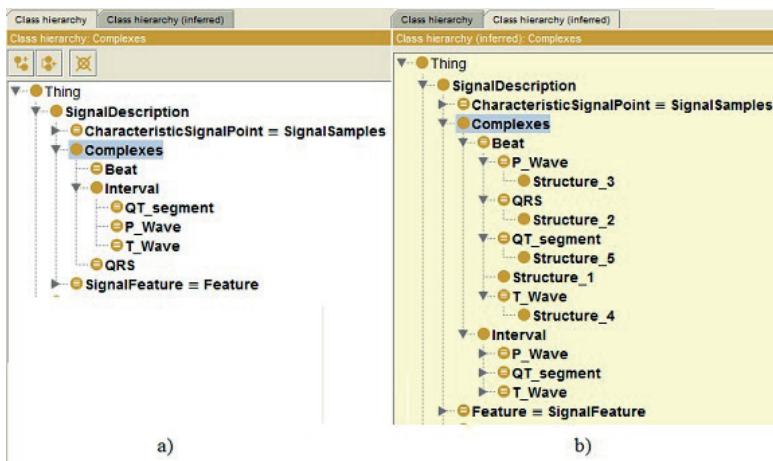 Class hierarchy
Class hierarchy (inferred)
Class hierarchy: Complexes
Thing
SignalDescription
CharacteristicSignalPoint ≡ SignalSamples
Complexes
Beat
Interval
QT_segment
P_Wave
T_Wave
QRS
SignalFeature ≡ Feature
a)
Class hierarchy
Class hierarchy (inferred)
Class hierarchy (inferred): Complexes
Thing
SignalDescription
CharacteristicSignalPoint ≡ SignalSamples
Complexes
Beat
P_Wave
Structure_3
QRS
Structure_2
QT_segment
Structure_5
Structure_1
T_Wave
Structure_4
Interval
P_Wave
QT_segment
T_Wave
Feature ≡ SignalFeature
b)